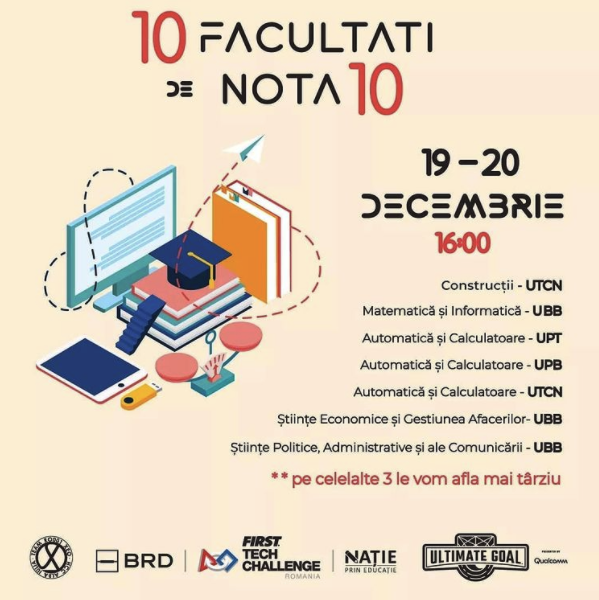 10 FACULTATI
DE NOTA 10
19 – 20
DECEMBRIE
16:00
Construcții - UTCN
Matematică și Informatică - UBB
Automatică și Calculatoare - UPT
Automatică și Calculatoare - UPB
Automatică și Calculatoare - UTCN
Științe Economice și Gestiunea Afacerilor- UBB
Științe Politice, Administrative și ale Comunicării - UBB
** pe celelalte 3 le vom afla mai târziu
BRD
FIRST
TECH
CHALLENGE
ROMANIA
NAȚIE
PRIN EDUCAȚIE
ULTIMATE GOAL
PRESENTED BY
Qualcomm